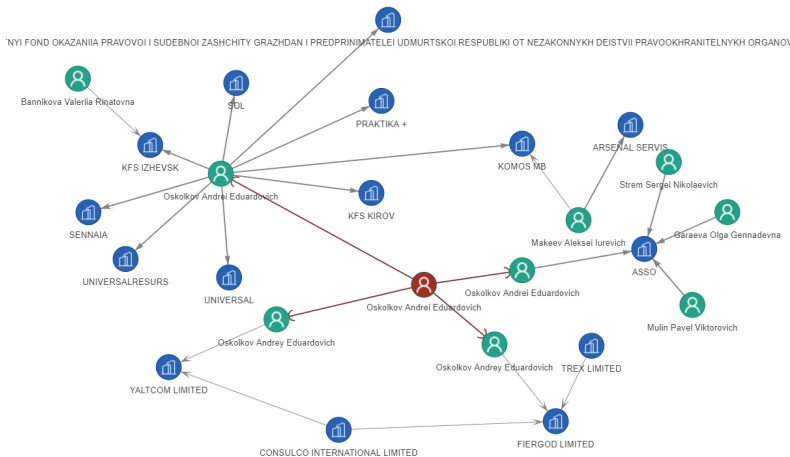 'NYI FOND OKAZANIIA PRAVOVOI I SUDEBNOI ZASHCHITY GRAZHDAN I PREDPRINIMATELEI UDMURTSKOI RESPUBLIKI OT NEZAKONNYKH DEISTVII PRAVOOKHRANITELNYKH ORGANOV
Bannikova Valeriia Rinatovna
SOL
PRAKTIKA +
ARSENAL SERVIS
KFS IZHEVSK
KOMOS MB
Strem Sergei Nikolaevich
Oskolkov Andrei Eduardovich
KFS KIROV
SENNAIA
Garaeva Olga Gennadevna
Makeev Aleksei Iurevich
ASSO
UNIVERSALRESURS
UNIVERSAL
Oskolkov Andrei Eduardovich
Oskolkov Andrei Eduardovich
Mulin Pavel Viktorovich
Oskolkov Andrey Eduardovich
Oskolkov Andrey Eduardovich
TREX LIMITED
YALTCOM LIMITED
FIERGOD LIMITED
CONSULCO INTERNATIONAL LIMITED